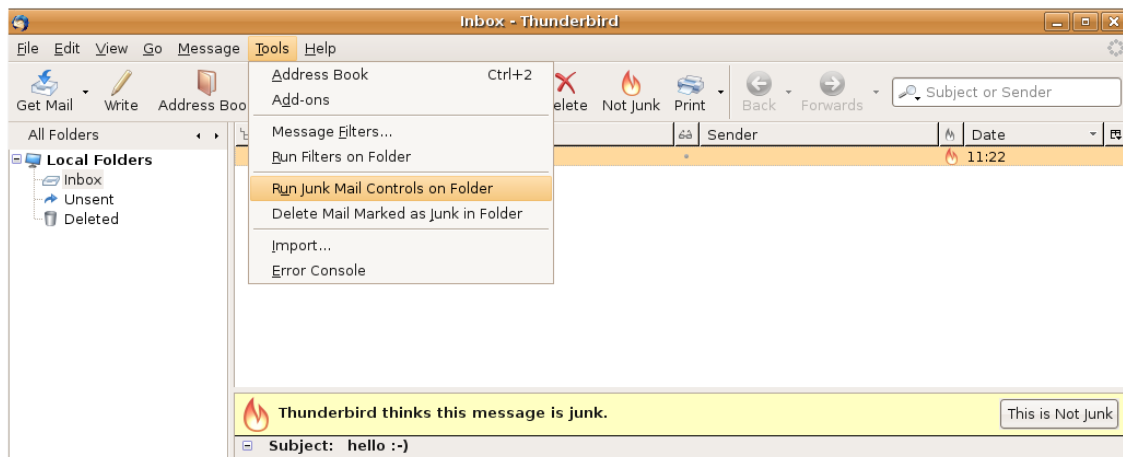 Inbox - Thunderbird
File Edit View Go Message Tools Help
Get Mail Write Address Boo elete Not Junk Print Back Forwards Subject or Sender
Address Book Ctrl+2
Add-ons
Message Filters...
Run Filters on Folder
Run Junk Mail Controls on Folder
Delete Mail Marked as Junk in Folder
Import...
Error Console
All Folders
Sender Date
11:22
Local Folders
Inbox
Unsent
Deleted
Thunderbird thinks this message is junk. This is Not Junk
Subject: hello :-)